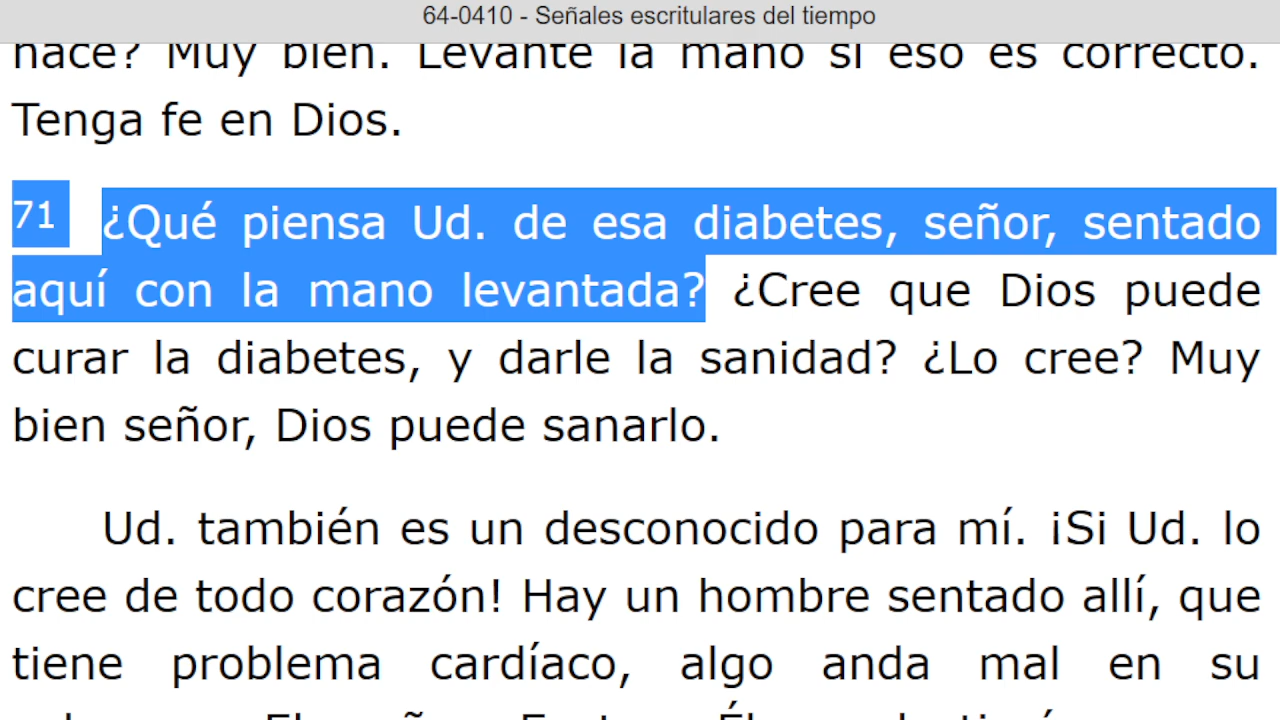 64-0410 - Señales escritulares del tiempo
hace? Muy bien. Levante la mano si eso es correcto.
Tenga fe en Dios.
71 ¿Qué piensa Ud. de esa diabetes, señor, sentado
aquí con la mano levantada? ¿Cree que Dios puede
curar la diabetes, y darle la sanidad? ¿Lo cree? Muy
bien señor, Dios puede sanarlo.
Ud. también es un desconocido para mí. ¡Si Ud. lo
cree de todo corazón! Hay un hombre sentado allí, que
tiene problema cardíaco, algo anda mal en su